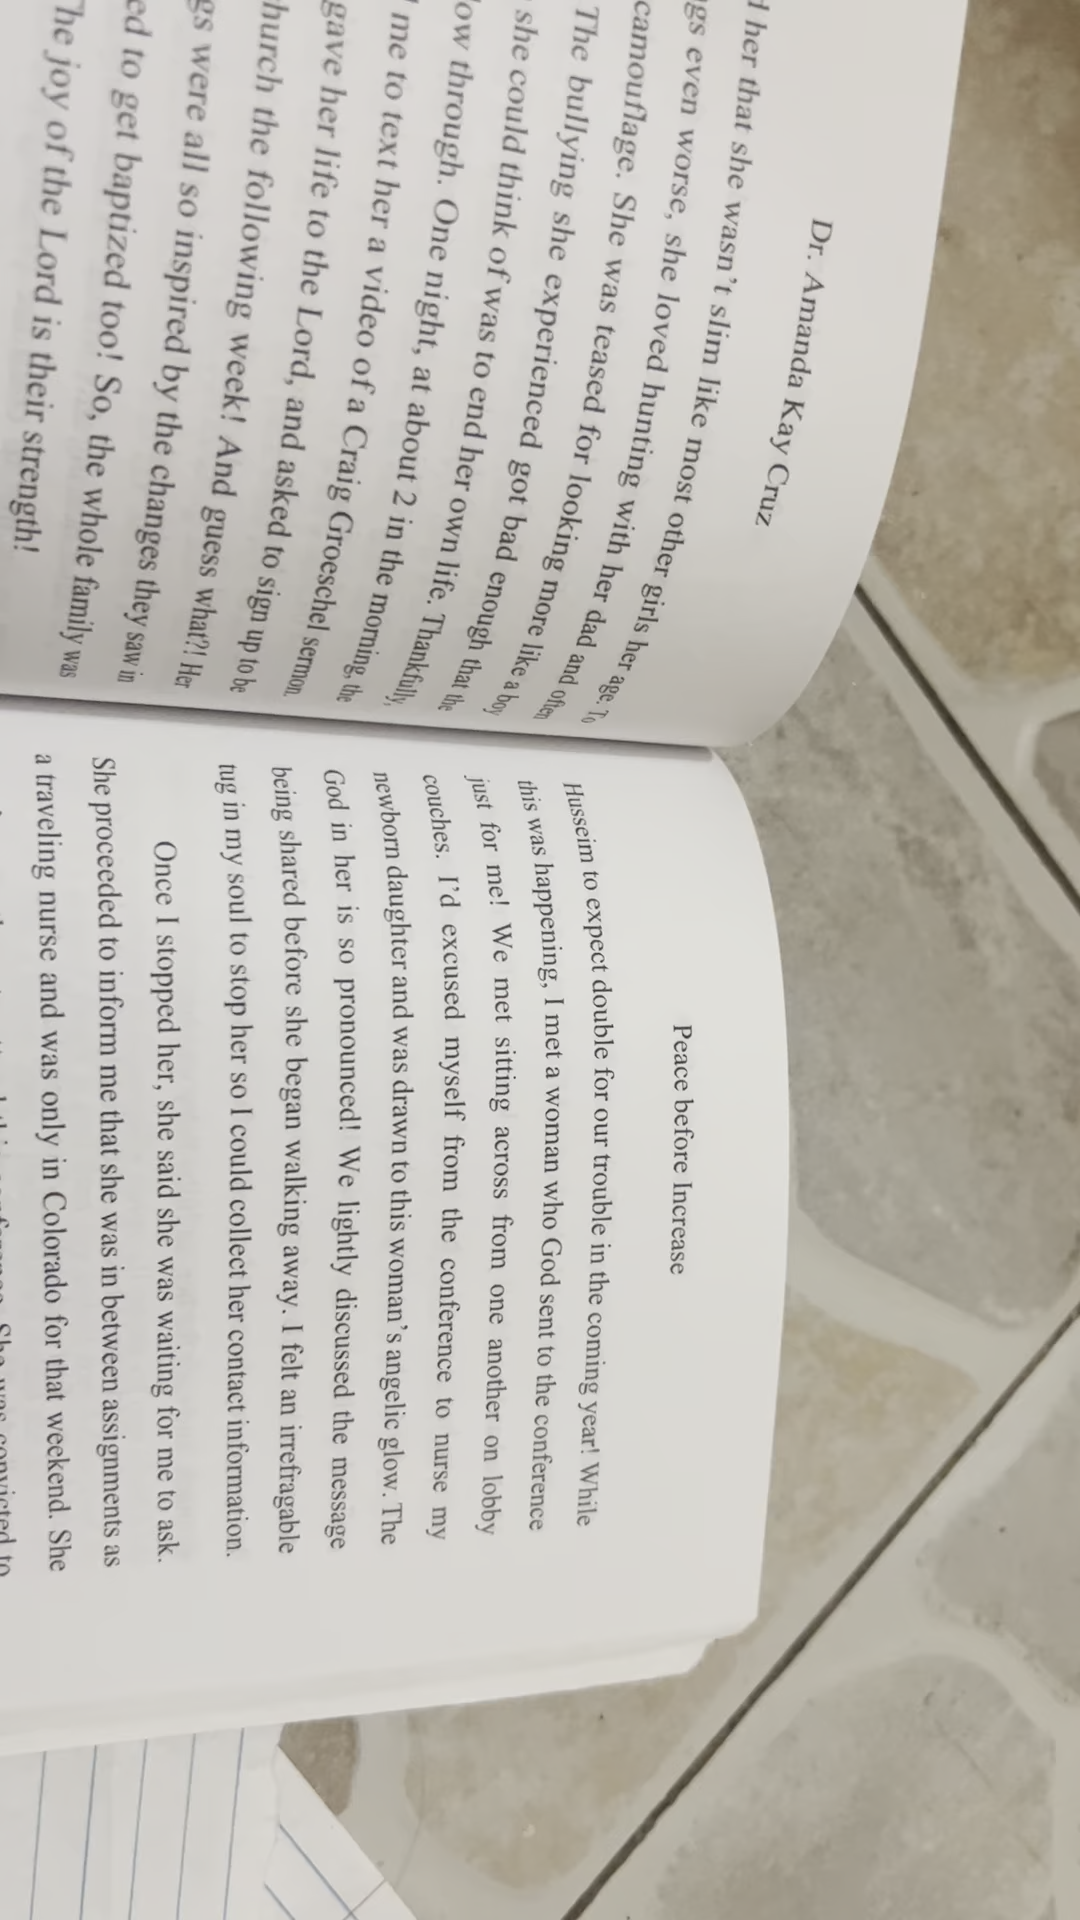 Dr. Amanda Kay Cruz
her that she wasn't slim like most other girls her age. To
even worse, she loved hunting with her dad and often
camouflage. She was teased for looking more like a boy
The bullying she experienced got bad enough that the
she could think of was to end her own life. Thankfully,
through. One night, at about 2 in the morning, the
me to text her a video of a Craig Groeschel sermon
gave her life to the Lord, and asked to sign up to be
the following week! And guess what?! Her
were all so inspired by the changes they saw in
to get baptized too! So, the whole family was
The joy of the Lord is their strength!
Peace before Increase
Husseim to expect double for our trouble in the coming year! While
this was happening, I met a woman who God sent to the conference
just for me! We met sitting across from one another on lobby
couches. I'd excused myself from the conference to nurse my
newborn daughter and was drawn to this woman's angelic glow. The
God in her is so pronounced! We lightly discussed the message
being shared before she began walking away. I felt an irrefragable
tug in my soul to stop her so I could collect her contact information.
Once I stopped her, she said she was waiting for me to ask.
She proceeded to inform me that she was in between assignments as
a traveling nurse and was only in Colorado for that weekend. She
She was convicted to